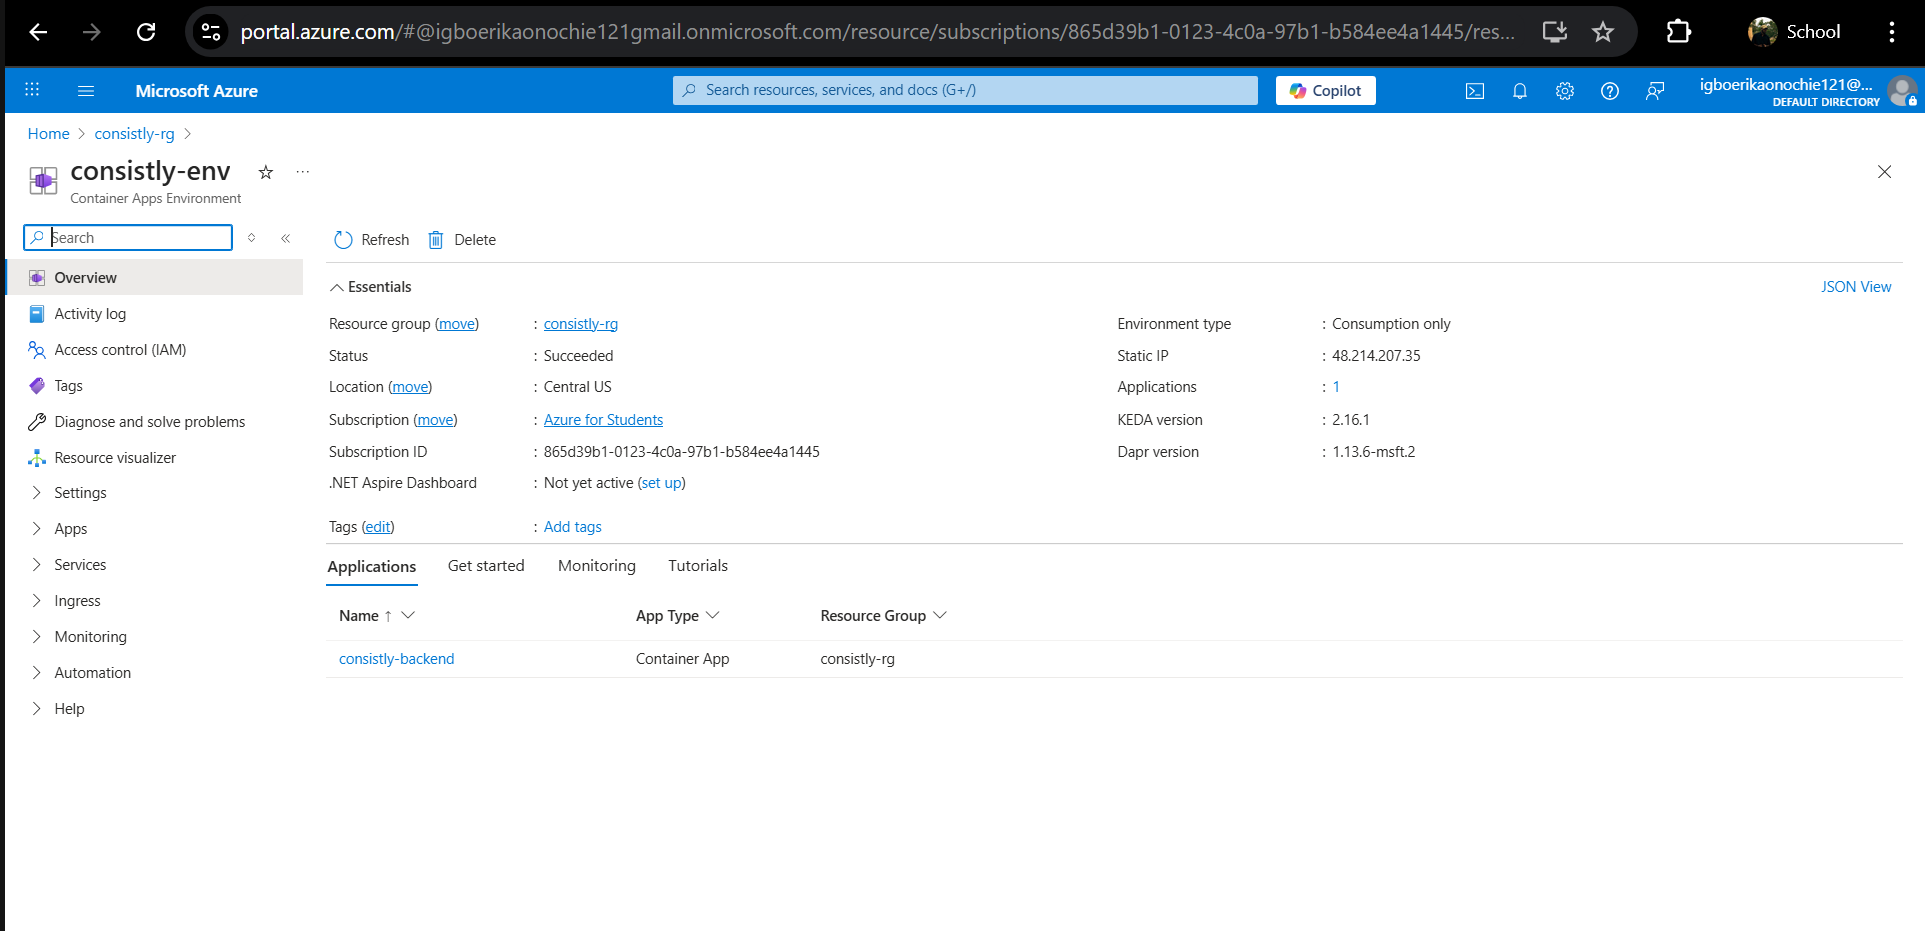 portal.azure.com/#@igboerikaonochie121gmail.onmicrosoft.com/resource/subscriptions/865d39b1-0123-4c0a-97b1-b584ee4a1445/res...
School
Microsoft Azure
Search resources, services, and docs (G+/)
Copilot
igboerikaonochie121@...
DEFAULT DIRECTORY
Home > consistly-rg >
consistly-env
Container Apps Environment
Search
Refresh
Delete
Overview
Activity log
Access control (IAM)
Tags
Diagnose and solve problems
Resource visualizer
Settings
Apps
Services
Ingress
Monitoring
Automation
Help
Essentials
JSON View
Resource group (move) : consistly-rg
Status : Succeeded
Location (move) : Central US
Subscription (move) : Azure for Students
Subscription ID : 865d39b1-0123-4c0a-97b1-b584ee4a1445
.NET Aspire Dashboard : Not yet active (set up)
Environment type : Consumption only
Static IP : 48.214.207.35
Applications : 1
KEDA version : 2.16.1
Dapr version : 1.13.6-msft.2
Tags (edit) : Add tags
Applications Get started Monitoring Tutorials
Name ↑ App Type Resource Group
consistly-backend Container App consistly-rg